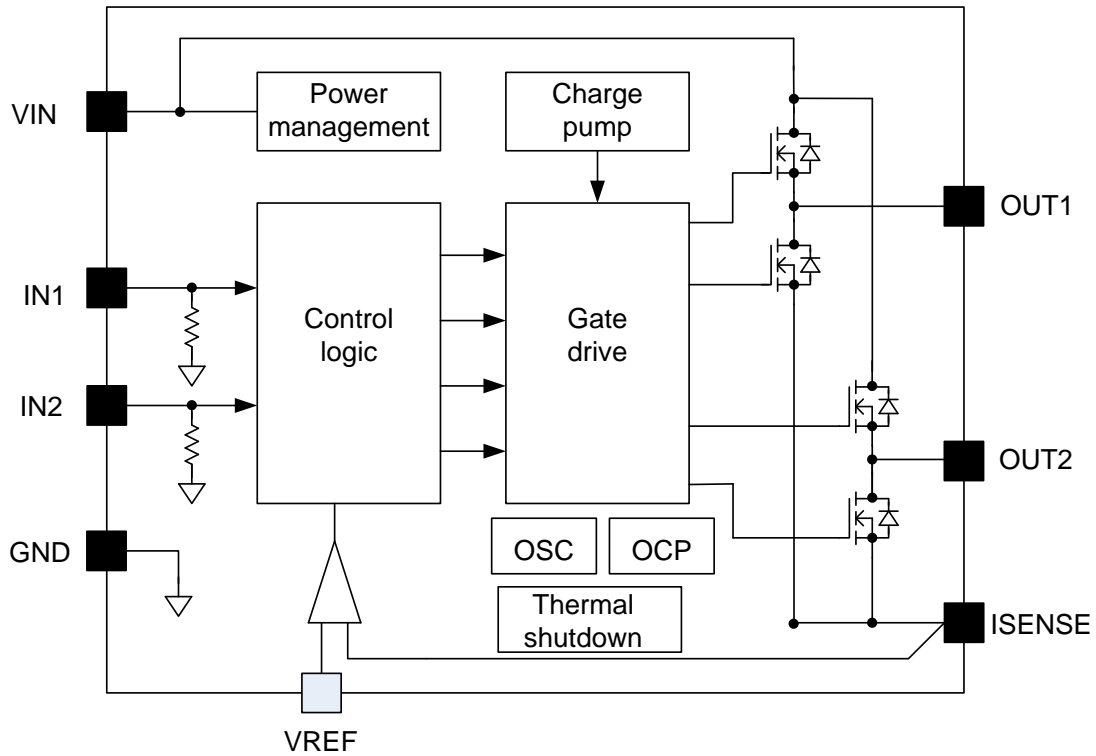 VIN
Power
management
Charge
pump
OUT1
IN1
Control
logic
Gate
drive
IN2
OUT2
GND
OSC
OCP
Thermal
shutdown
ISENSE
VREF